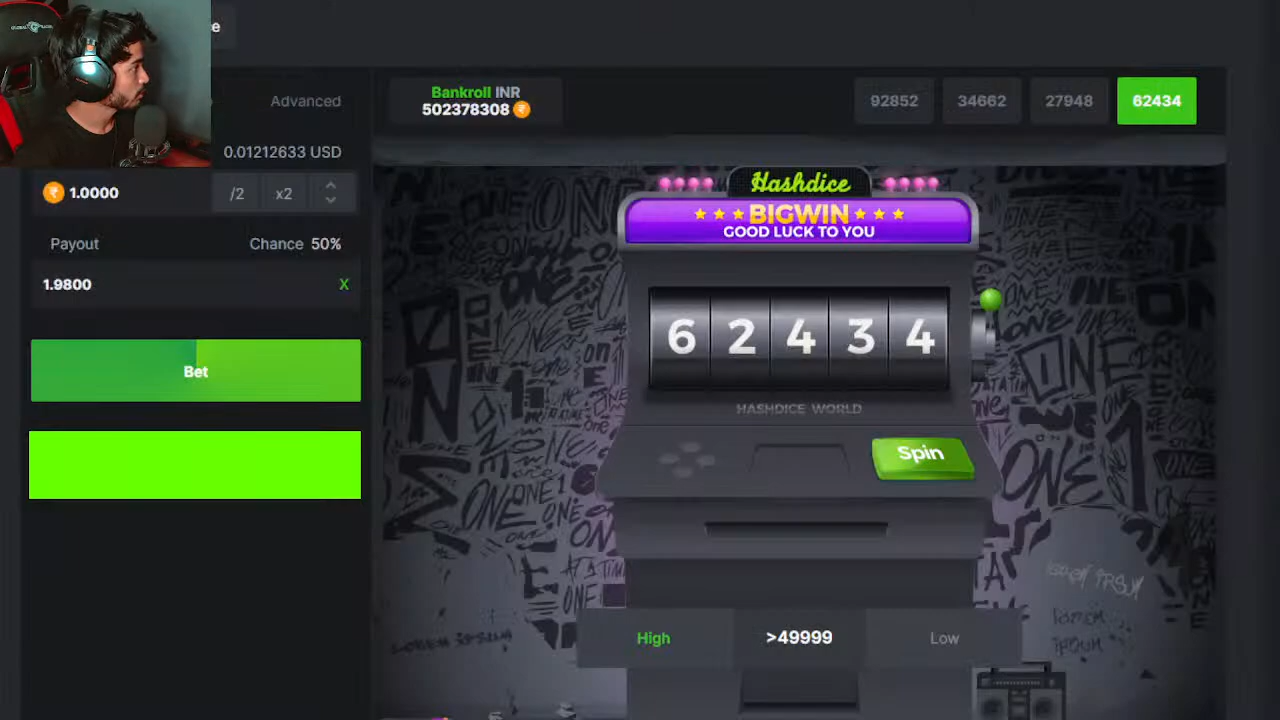 Advanced
Bankroll INR
502378308
92852
34662
27948
62434
0.01212633 USD
1.0000
/2
x2
Payout
Chance 50%
1.9800
X
Bet
Hashdice
BIGWIN
GOOD LUCK TO YOU
6 2 4 3 4
HASHDICE WORLD
Spin
High
>49999
Low